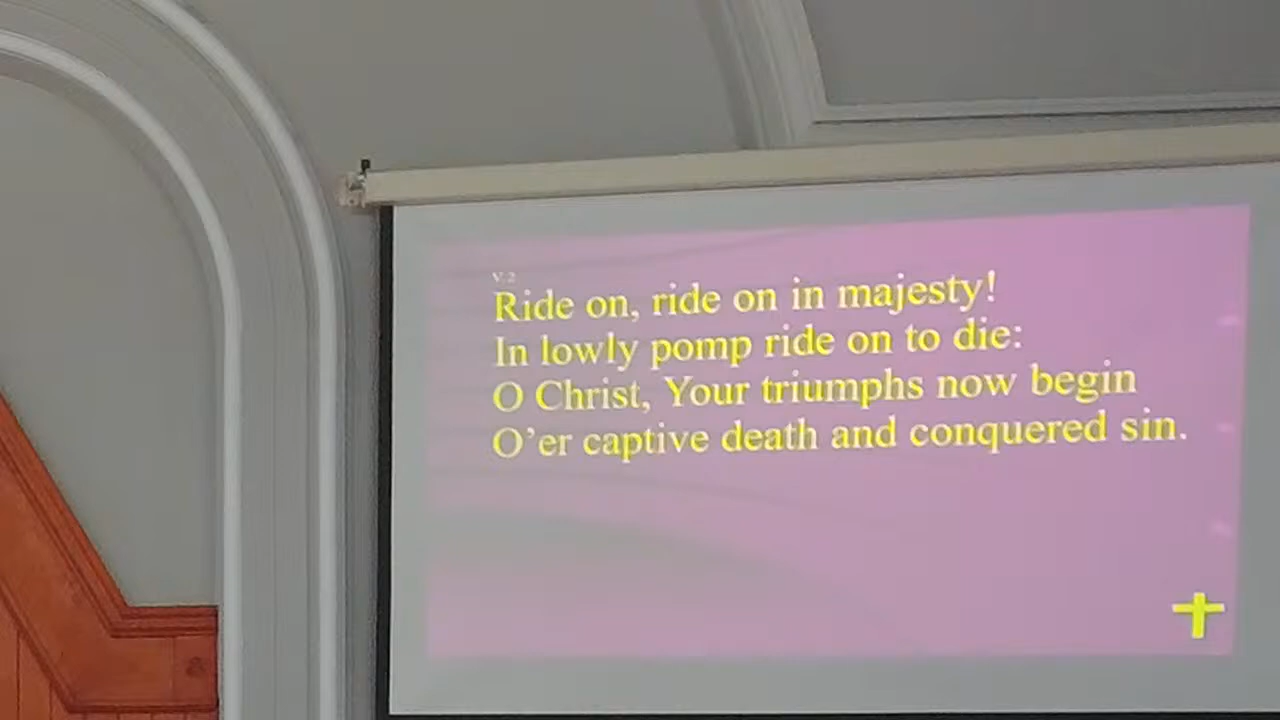 V.2
Ride on, ride on in majesty!
In lowly pomp ride on to die:
O Christ, Your triumphs now begin
O’er captive death and conquered sin.